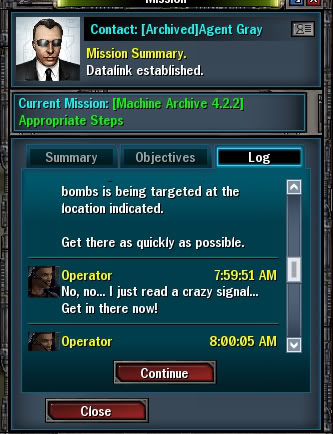 Mission
Contact: [Archived]Agent Gray
Mission Summary.
Datalink established.
Current Mission: [Machine Archive 4.2.2]
Appropriate Steps
Summary
Objectives
Log
bombs is being targeted at the
location indicated.
Get there as quickly as possible.
Operator 7:59:51 AM
No, no... I just read a crazy signal...
Get in there now!
Operator 8:00:05 AM
Continue
Close